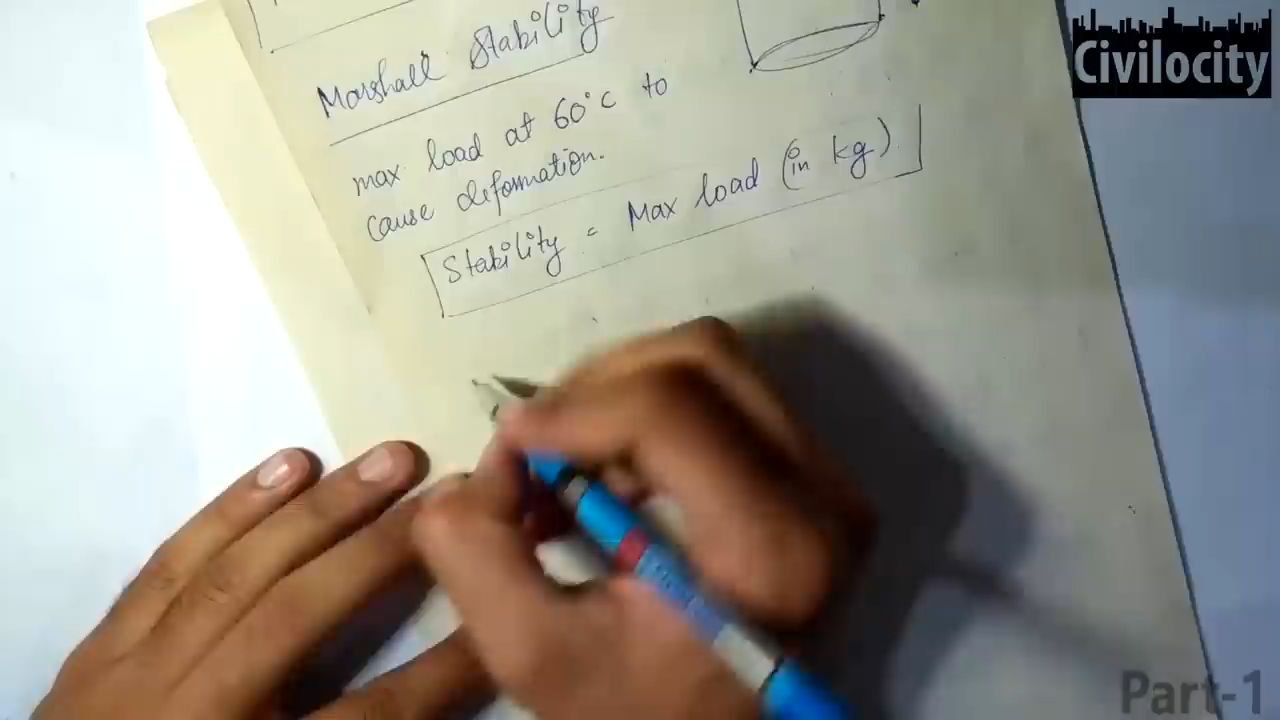 Civilocity
Marshall Stability
max load at 60°c to
cause deformation.
Stability = Max load (in kg)
Part-1